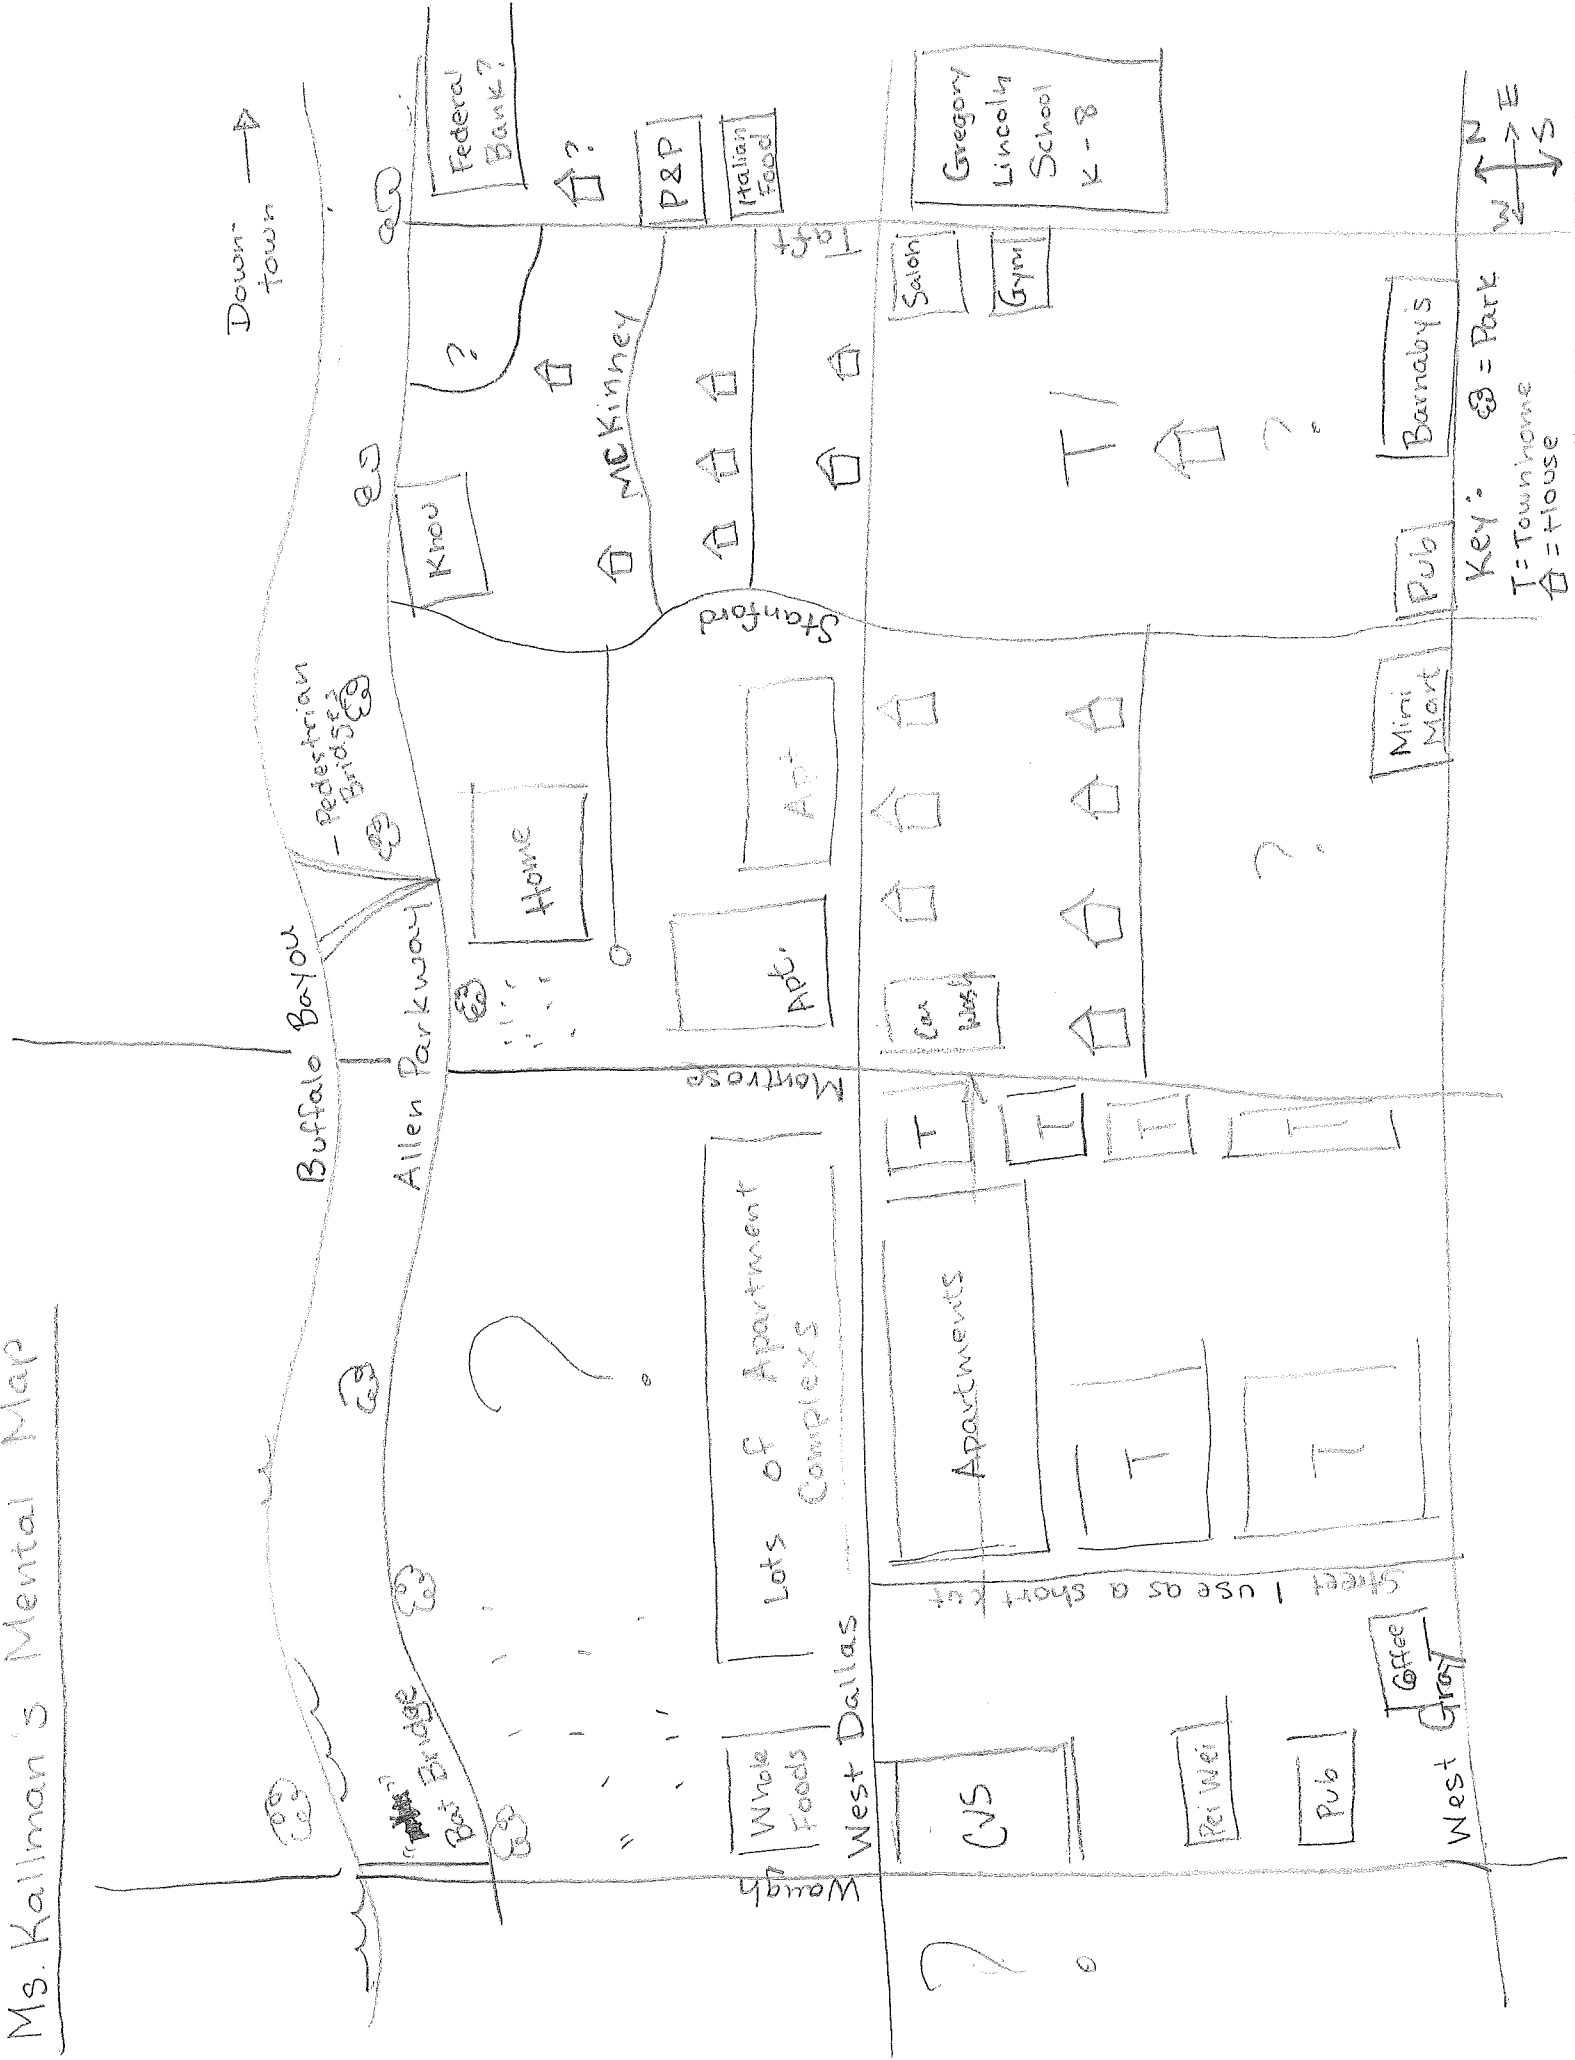 Ms. Kallman's Mental Map
Down-
town
Buffalo Bayou
- Pedestrian
Bridges
Allen Parkway
Bat Bridge
Federal
Bank?
?
?
Know
?
Home
McKinney
P&P
Italian
Food
Lots of Apartment
Complexs
Whole
Foods
Apt.
Apt
Waugh
Montrose
Stanford
Taft
West Dallas
?
CVS
Apartments
T
Car
Wash
Salon
Gym
Gregory
Lincoln
School
K-8
T
T
T
T
T
T
Pei Wei
Pub
Street I use as a short cut
?
?
Coffee
Mini
Mart
Pub
Barnaby's
West Gray
Key: = Park
T = Townhome
= House
N
W
E
S